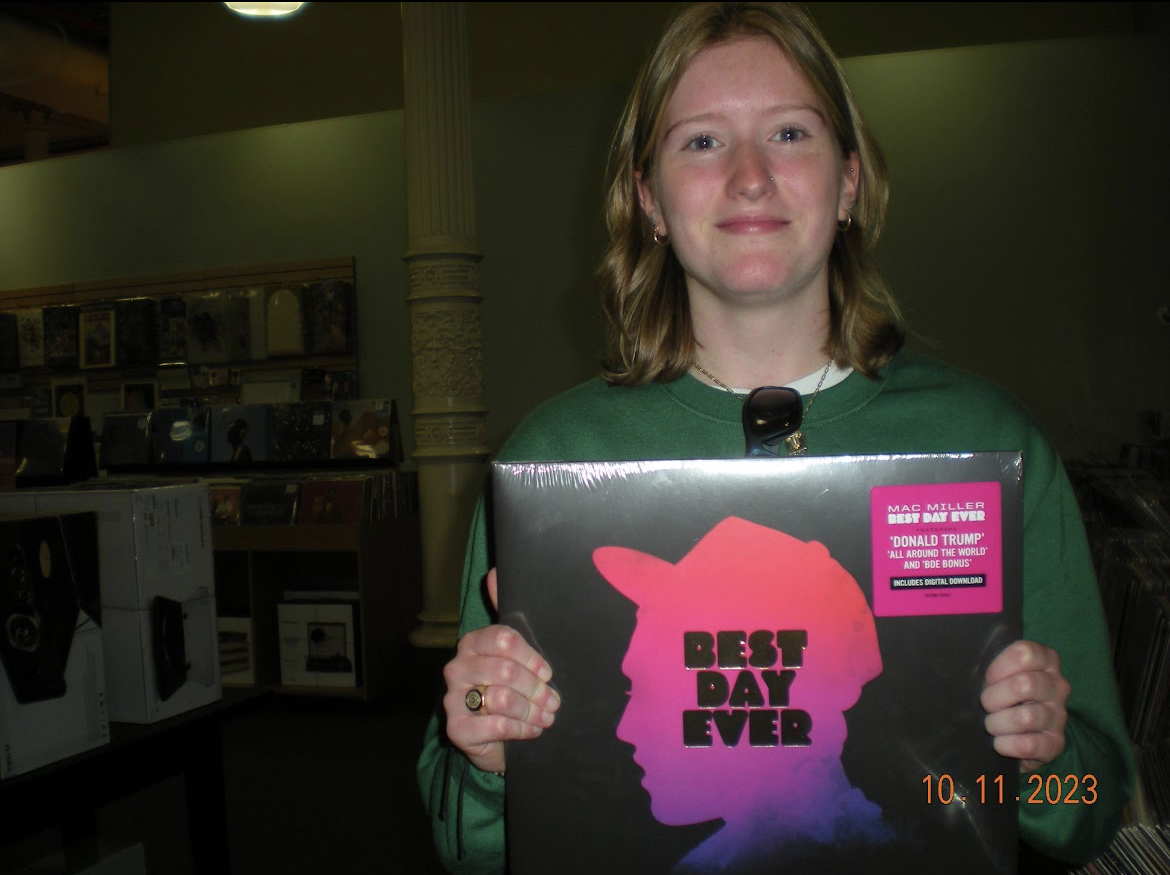 MAC MILLER
BEST DAY EVER
FEATURING
'DONALD TRUMP'
'ALL AROUND THE WORLD'
AND 'BDE BONUS'
INCLUDES DIGITAL DOWNLOAD
BEST
DAY
EVER
10.11.2023